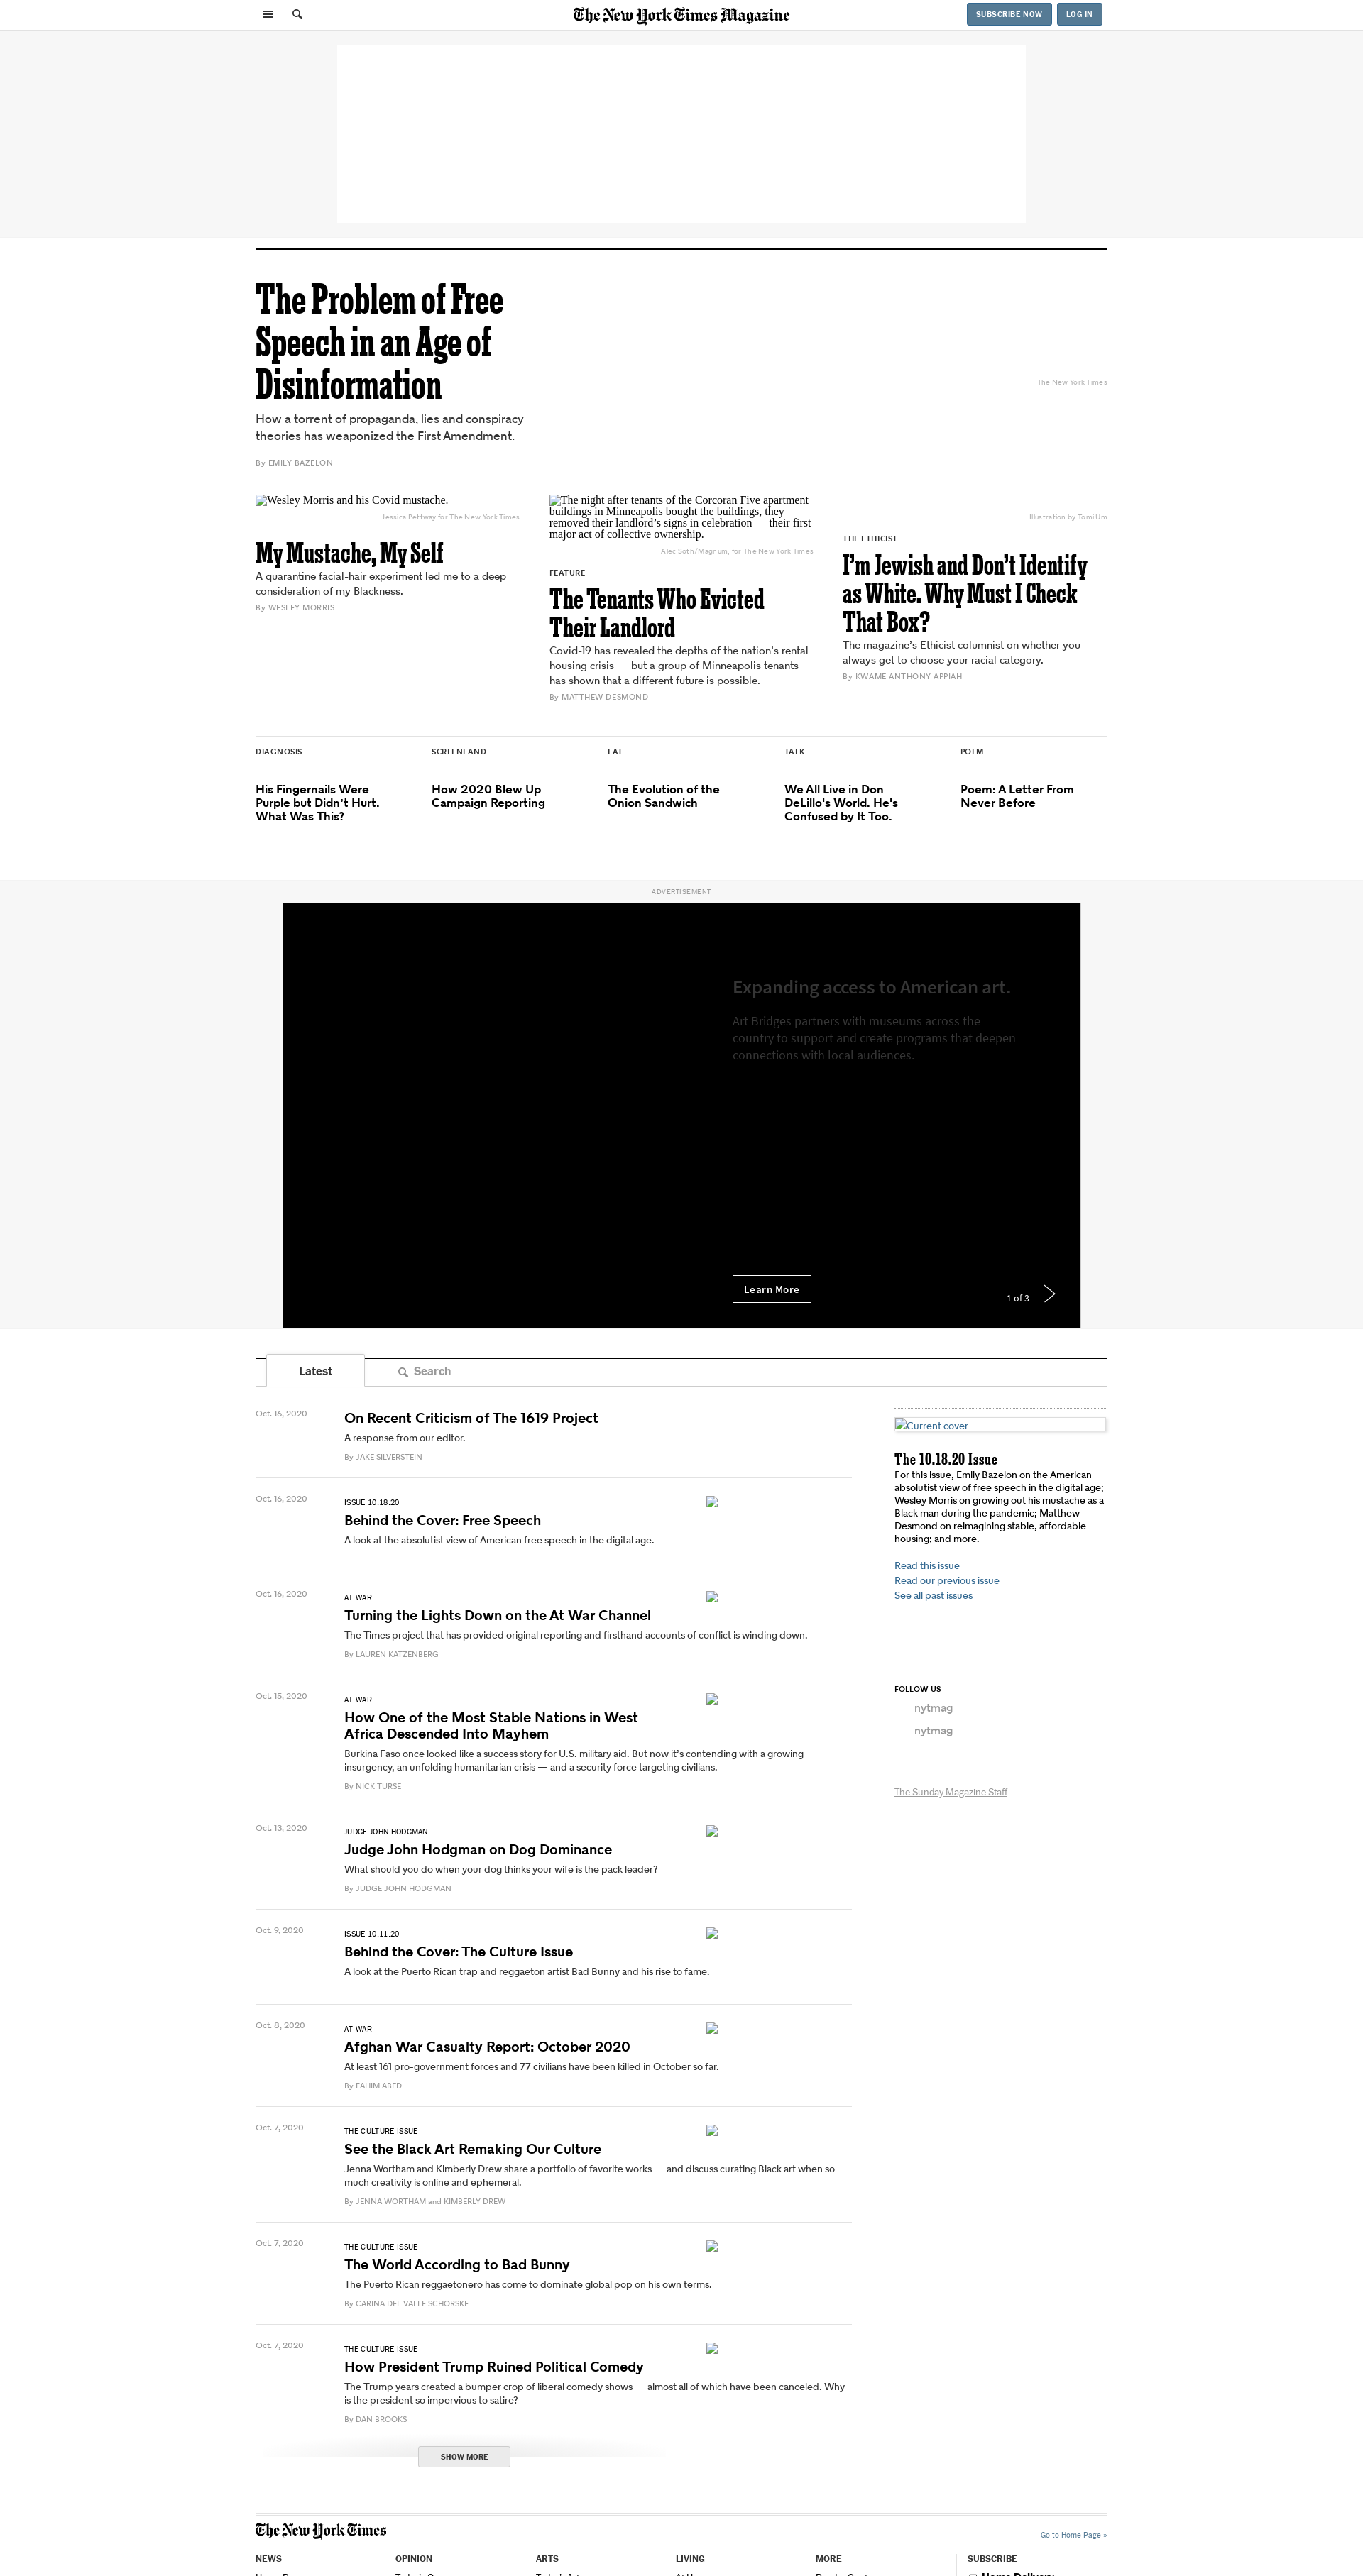 The New York Times Magazine
SUBSCRIBE NOW
LOG IN
The Problem of Free
Speech in an Age of
Disinformation
How a torrent of propaganda, lies and conspiracy
theories has weaponized the First Amendment.
By EMILY BAZELON
The New York Times
Wesley Morris and his Covid mustache.
Jessica Pettway for The New York Times
My Mustache, My Self
A quarantine facial-hair experiment led me to a deep
consideration of my Blackness.
By WESLEY MORRIS
The night after tenants of the Corcoran Five apartment
buildings in Minneapolis bought the buildings, they
removed their landlord’s signs in celebration — their first
major act of collective ownership.
Alec Soth/Magnum, for The New York Times
FEATURE
The Tenants Who Evicted
Their Landlord
Covid-19 has revealed the depths of the nation’s rental
housing crisis — but a group of Minneapolis tenants
has shown that a different future is possible.
By MATTHEW DESMOND
Illustration by Tomi Um
THE ETHICIST
I’m Jewish and Don’t Identify
as White. Why Must I Check
That Box?
The magazine’s Ethicist columnist on whether you
always get to choose your racial category.
By KWAME ANTHONY APPIAH
DIAGNOSIS
His Fingernails Were
Purple but Didn’t Hurt.
What Was This?
SCREENLAND
How 2020 Blew Up
Campaign Reporting
EAT
The Evolution of the
Onion Sandwich
TALK
We All Live in Don
DeLillo's World. He's
Confused by It Too.
POEM
Poem: A Letter From
Never Before
ADVERTISEMENT
Expanding access to American art.
Art Bridges partners with museums across the
country to support and create programs that deepen
connections with local audiences.
Learn More
1 of 3
Latest
Search
Oct. 16, 2020
On Recent Criticism of The 1619 Project
A response from our editor.
By JAKE SILVERSTEIN
Oct. 16, 2020
ISSUE 10.18.20
Behind the Cover: Free Speech
A look at the absolutist view of American free speech in the digital age.
Oct. 16, 2020
AT WAR
Turning the Lights Down on the At War Channel
The Times project that has provided original reporting and firsthand accounts of conflict is winding down.
By LAUREN KATZENBERG
Oct. 15, 2020
AT WAR
How One of the Most Stable Nations in West
Africa Descended Into Mayhem
Burkina Faso once looked like a success story for U.S. military aid. But now it’s contending with a growing
insurgency, an unfolding humanitarian crisis — and a security force targeting civilians.
By NICK TURSE
Oct. 13, 2020
JUDGE JOHN HODGMAN
Judge John Hodgman on Dog Dominance
What should you do when your dog thinks your wife is the pack leader?
By JUDGE JOHN HODGMAN
Oct. 9, 2020
ISSUE 10.11.20
Behind the Cover: The Culture Issue
A look at the Puerto Rican trap and reggaeton artist Bad Bunny and his rise to fame.
Oct. 8, 2020
AT WAR
Afghan War Casualty Report: October 2020
At least 161 pro-government forces and 77 civilians have been killed in October so far.
By FAHIM ABED
Oct. 7, 2020
THE CULTURE ISSUE
See the Black Art Remaking Our Culture
Jenna Wortham and Kimberly Drew share a portfolio of favorite works — and discuss curating Black art when so
much creativity is online and ephemeral.
By JENNA WORTHAM and KIMBERLY DREW
Oct. 7, 2020
THE CULTURE ISSUE
The World According to Bad Bunny
The Puerto Rican reggaetonero has come to dominate global pop on his own terms.
By CARINA DEL VALLE SCHORSKE
Oct. 7, 2020
THE CULTURE ISSUE
How President Trump Ruined Political Comedy
The Trump years created a bumper crop of liberal comedy shows — almost all of which have been canceled. Why
is the president so impervious to satire?
By DAN BROOKS
SHOW MORE
Current cover
The 10.18.20 Issue
For this issue, Emily Bazelon on the American
absolutist view of free speech in the digital age;
Wesley Morris on growing out his mustache as a
Black man during the pandemic; Matthew
Desmond on reimagining stable, affordable
housing; and more.
Read this issue
Read our previous issue
See all past issues
FOLLOW US
nytmag
nytmag
The Sunday Magazine Staff
The New York Times
Go to Home Page »
NEWS
OPINION
ARTS
LIVING
MORE
SUBSCRIBE